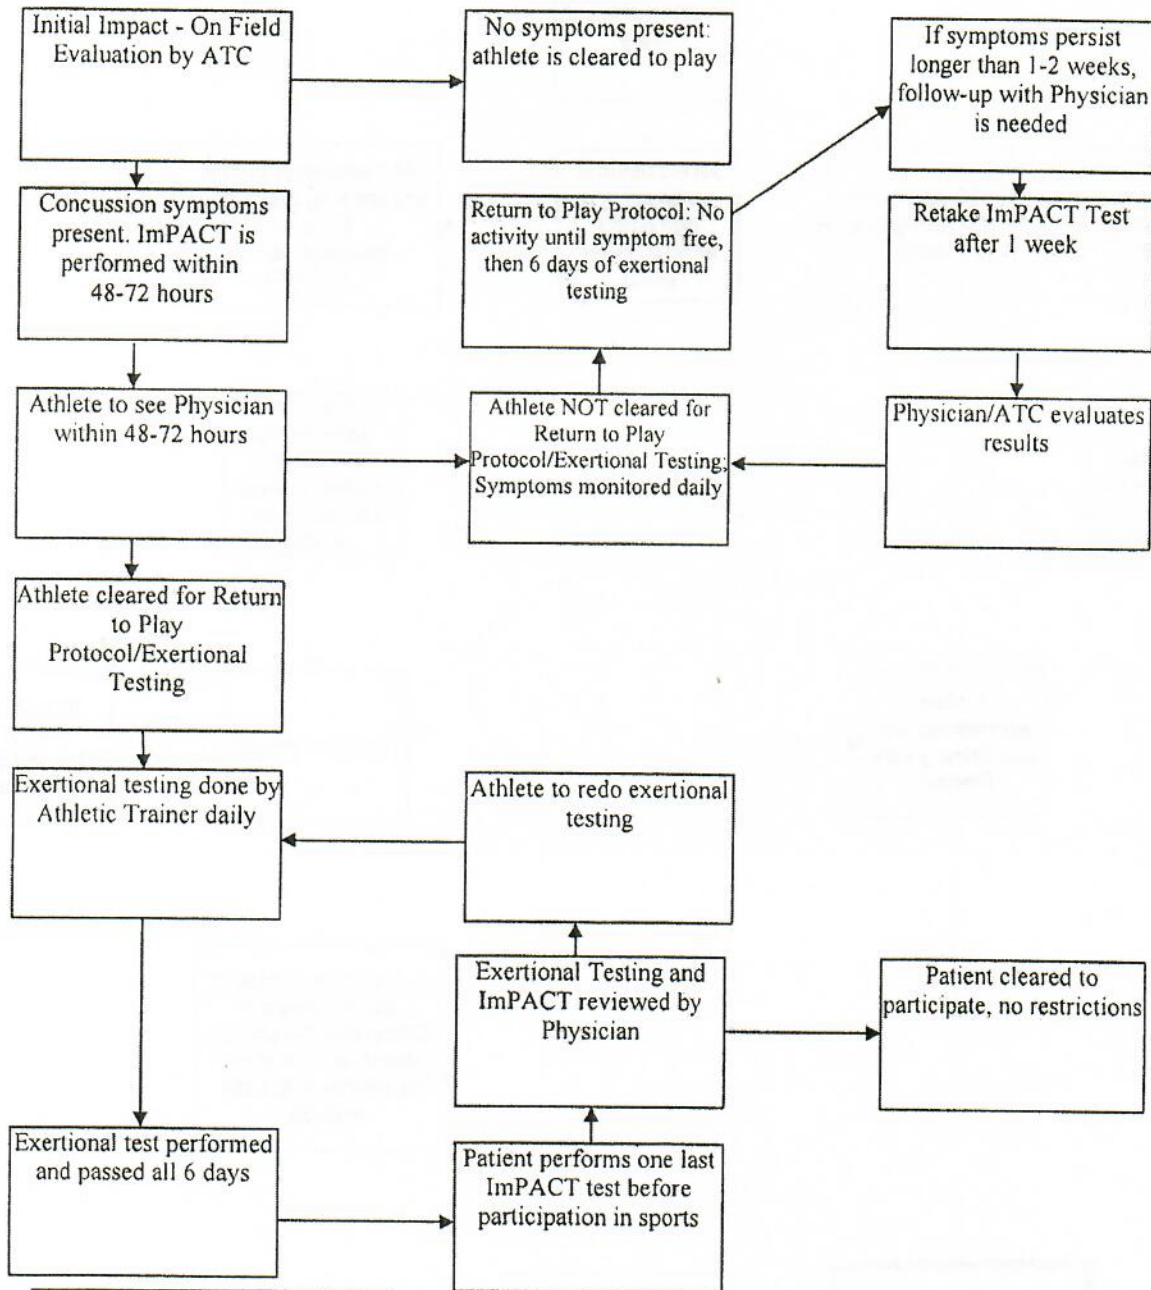 Initial Impact - On Field
Evaluation by ATC
No symptoms present:
athlete is cleared to play
If symptoms persist
longer than 1-2 weeks,
follow-up with Physician
is needed
Concussion symptoms
present. ImPACT is
performed within
48-72 hours
Return to Play Protocol: No
activity until symptom free,
then 6 days of exertional
testing
Retake ImPACT Test
after 1 week
Athlete to see Physician
within 48-72 hours
Athlete NOT cleared for
Return to Play
Protocol/Exertional Testing;
Symptoms monitored daily
Physician/ATC evaluates
results
Athlete cleared for Return
to Play
Protocol/Exertional
Testing
Exertional testing done by
Athletic Trainer daily
Athlete to redo exertional
testing
Exertional Testing and
ImPACT reviewed by
Physician
Patient cleared to
participate, no restrictions
Exertional test performed
and passed all 6 days
Patient performs one last
ImPACT test before
participation in sports